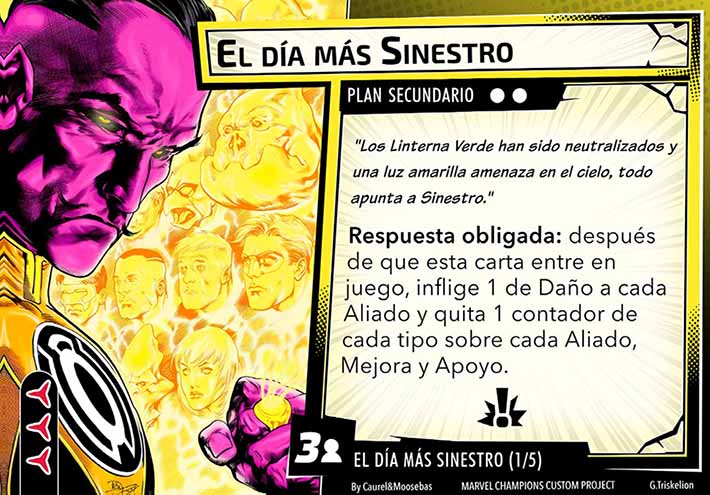 El día más Sinestro
PLAN SECUNDARIO
"Los Linterna Verde han sido neutralizados y
una luz amarilla amenaza en el cielo, todo
apunta a Sinestro."
Respuesta obligada: después
de que esta carta entre en
juego, inflige 1 de Daño a cada
Aliado y quita 1 contador de
cada tipo sobre cada Aliado,
Mejora y Apoyo.
3
EL DÍA MÁS SINESTRO (1/5)
By Caurel&Moosebas MARVEL CHAMPIONS CUSTOM PROJECT G.Triskelion